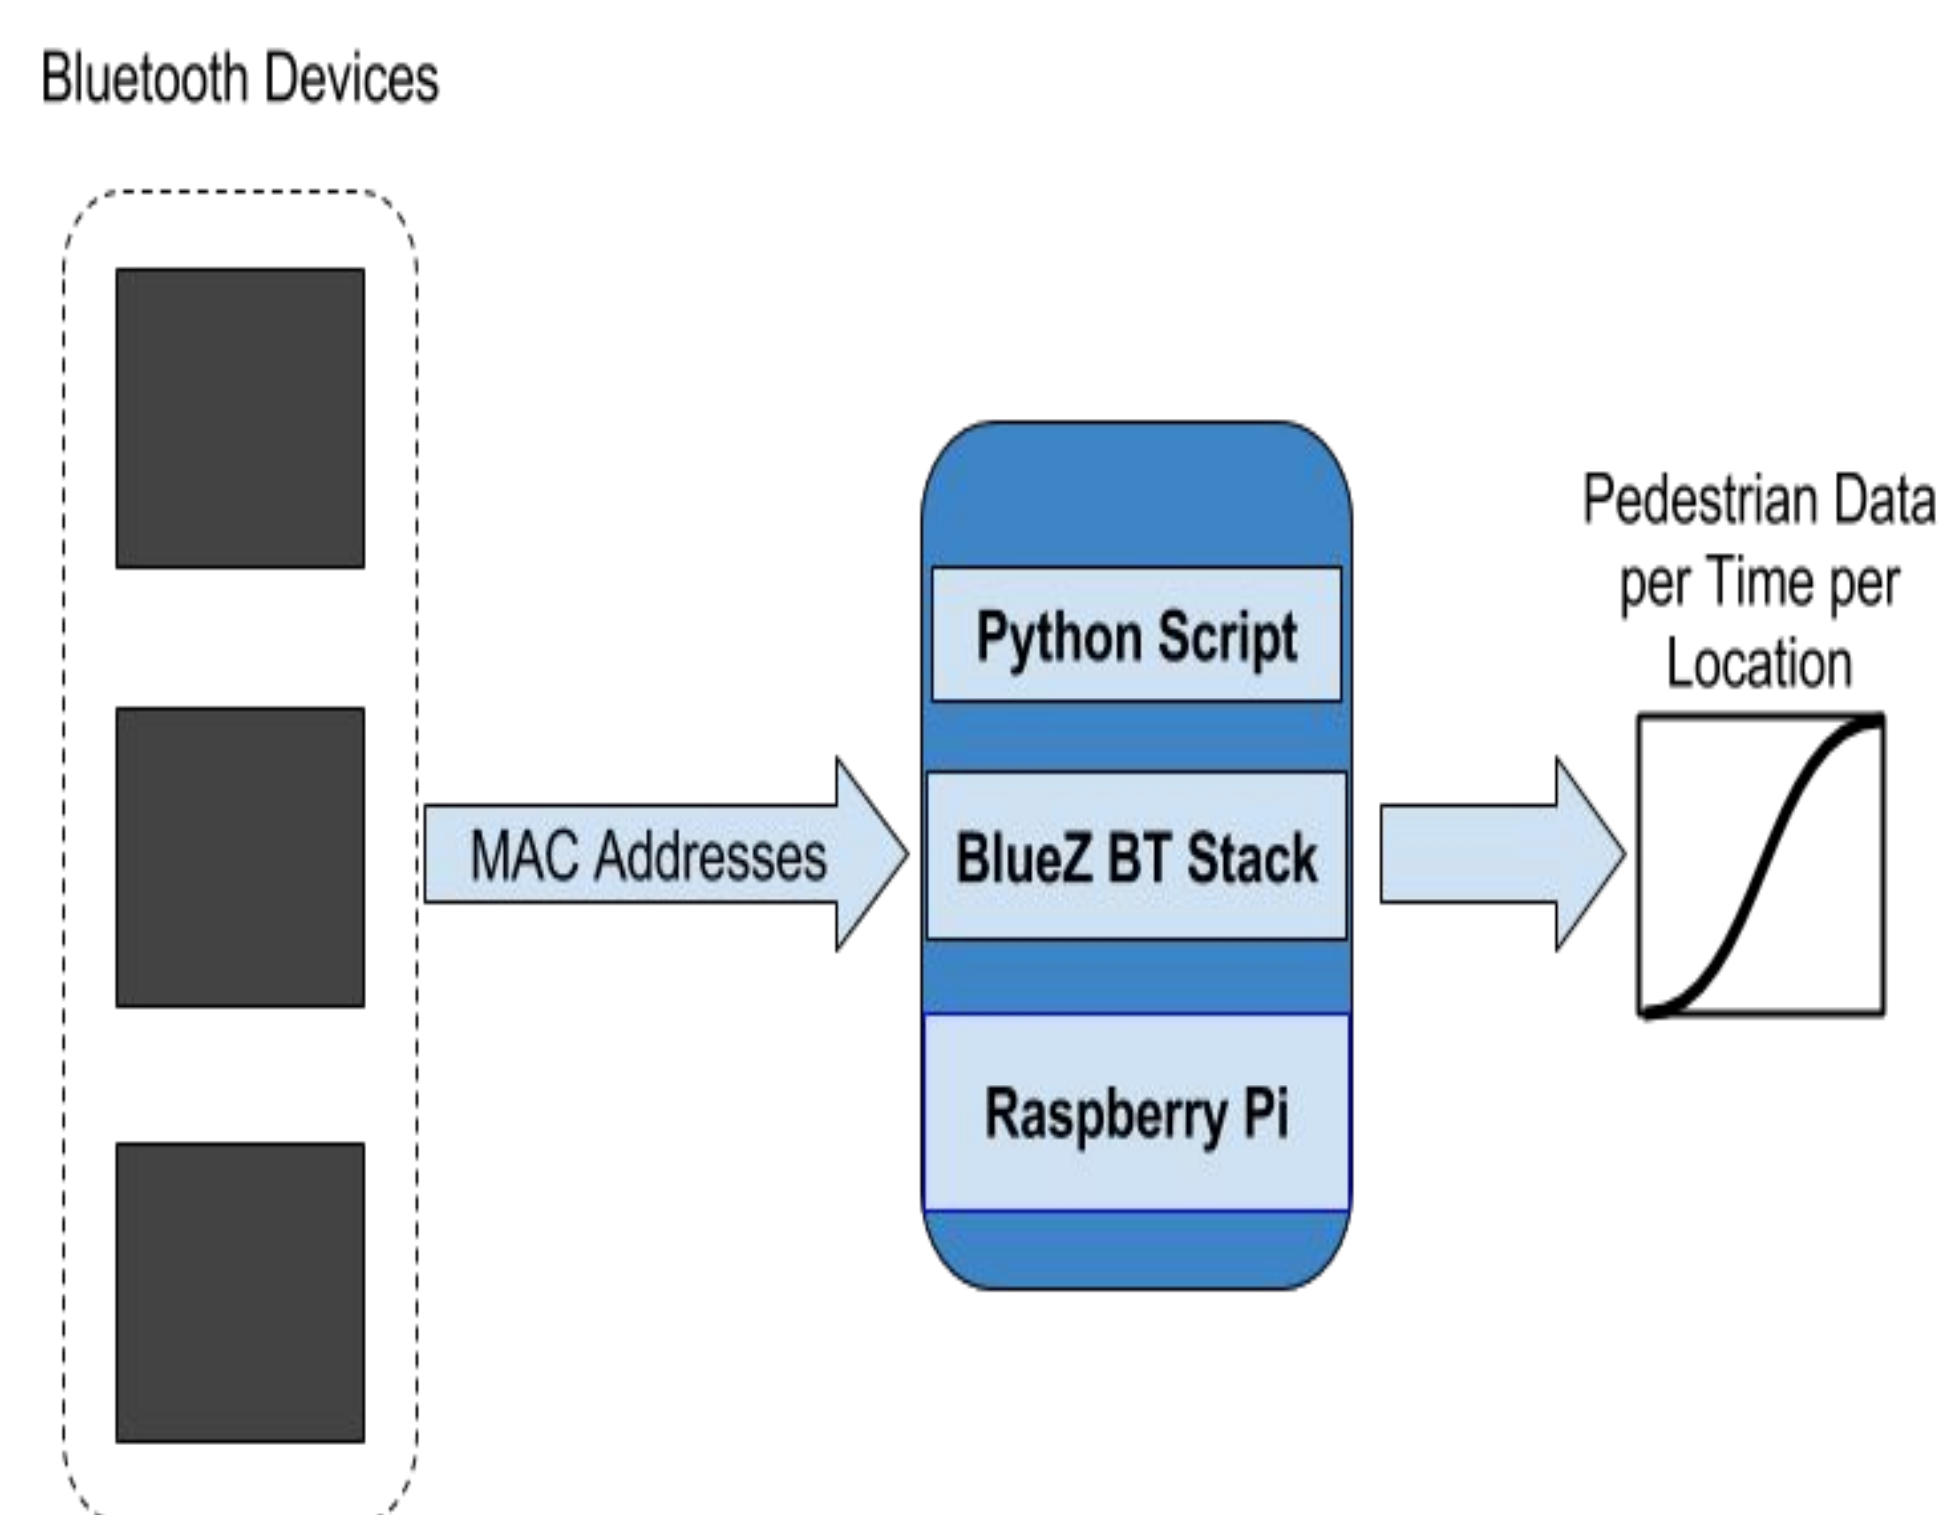 Bluetooth Devices
MAC Addresses
Python Script
BlueZ BT Stack
Raspberry Pi
Pedestrian Data
per Time per
Location